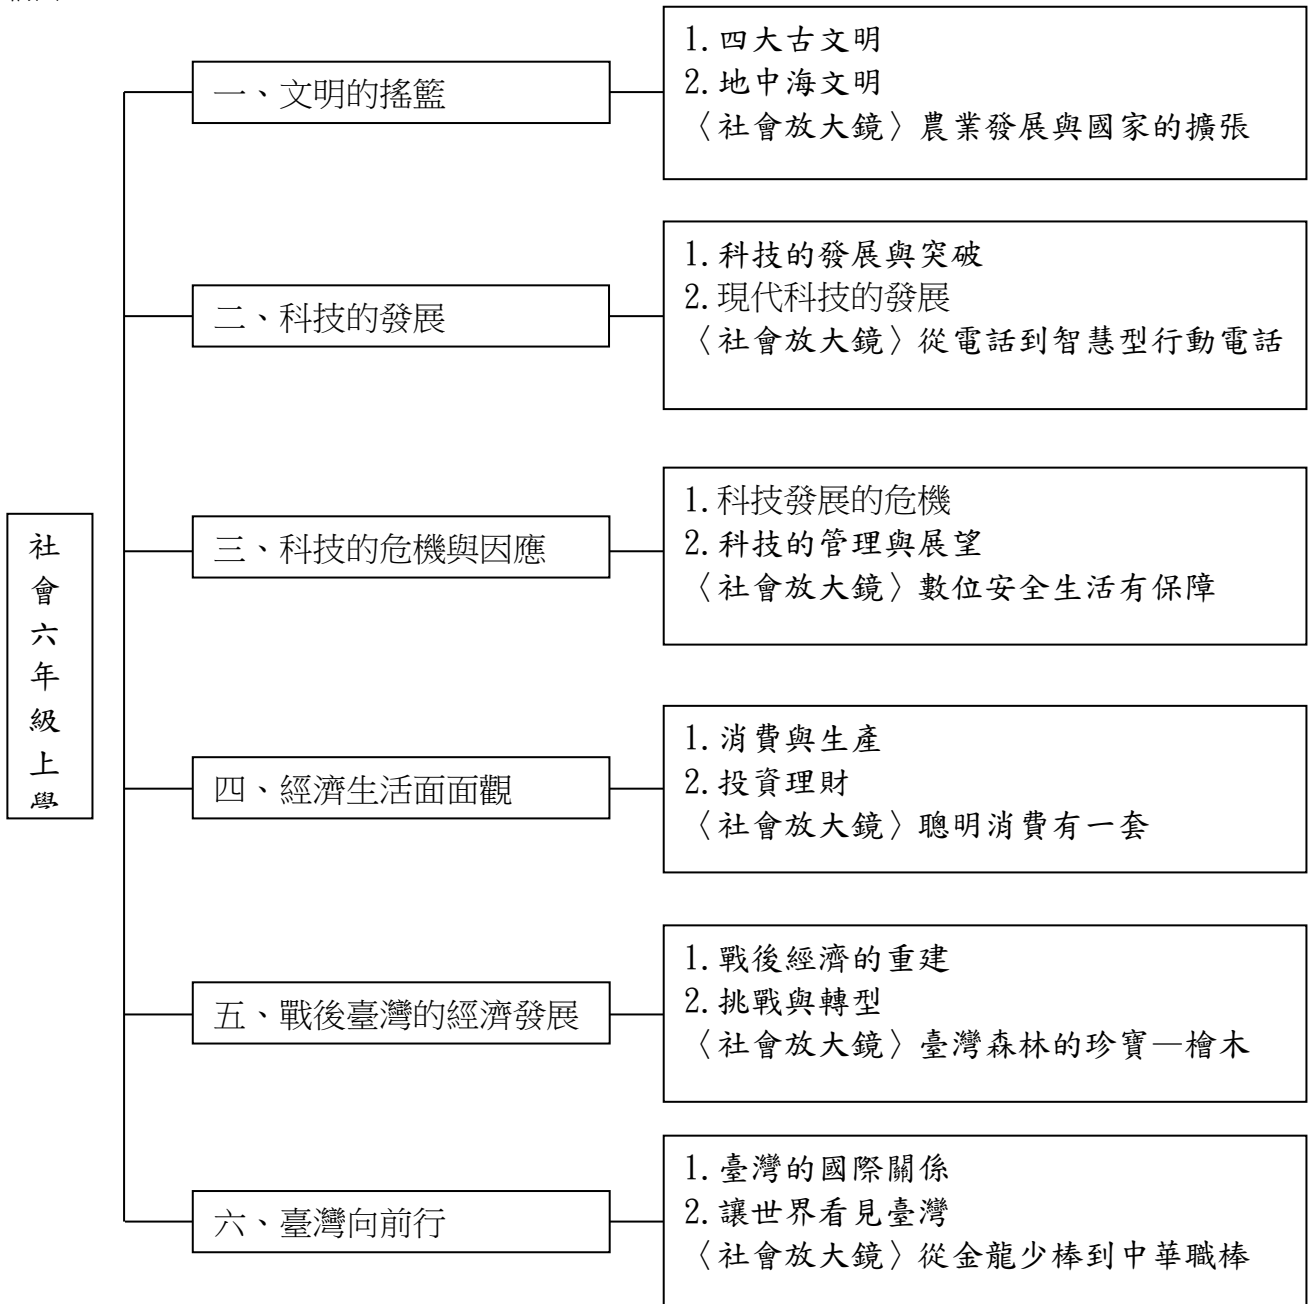 社
會
六
年
級
上
學
一、文明的搖籃
1.四大古文明
2.地中海文明
〈社會放大鏡〉農業發展與國家的擴張
二、科技的發展
1.科技的發展與突破
2.現代科技的發展
〈社會放大鏡〉從電話到智慧型行動電話
三、科技的危機與因應
1.科技發展的危機
2.科技的管理與展望
〈社會放大鏡〉數位安全生活有保障
四、經濟生活面面觀
1.消費與生產
2.投資理財
〈社會放大鏡〉聰明消費有一套
五、戰後臺灣的經濟發展
1.戰後經濟的重建
2.挑戰與轉型
〈社會放大鏡〉臺灣森林的珍寶—檜木
六、臺灣向前行
1.臺灣的國際關係
2.讓世界看見臺灣
〈社會放大鏡〉從金龍少棒到中華職棒